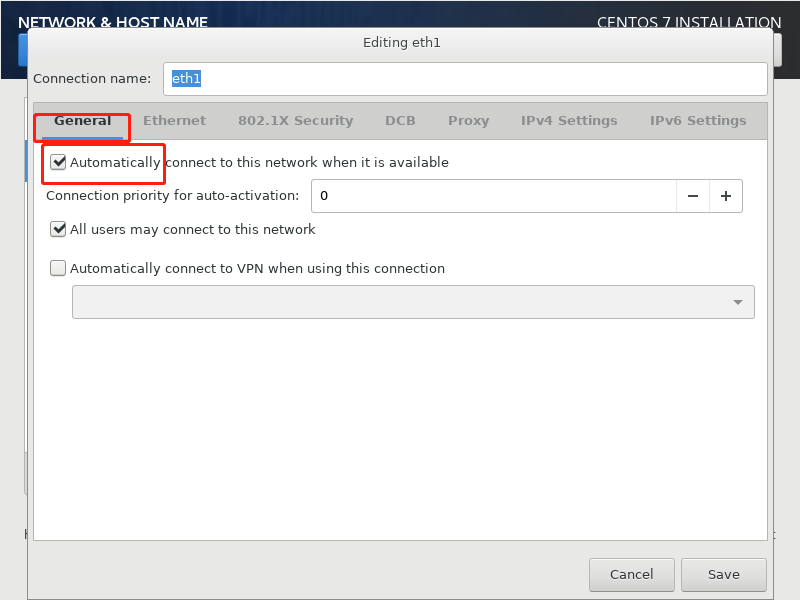 NETWORK & HOST NAME
CENTOS 7 INSTALLATION
Editing eth1
Connection name: eth1
General Ethernet 802.1X Security DCB Proxy IPv4 Settings IPv6 Settings
Automatically connect to this network when it is available
Connection priority for auto-activation: 0 − +
All users may connect to this network
Automatically connect to VPN when using this connection
Cancel Save